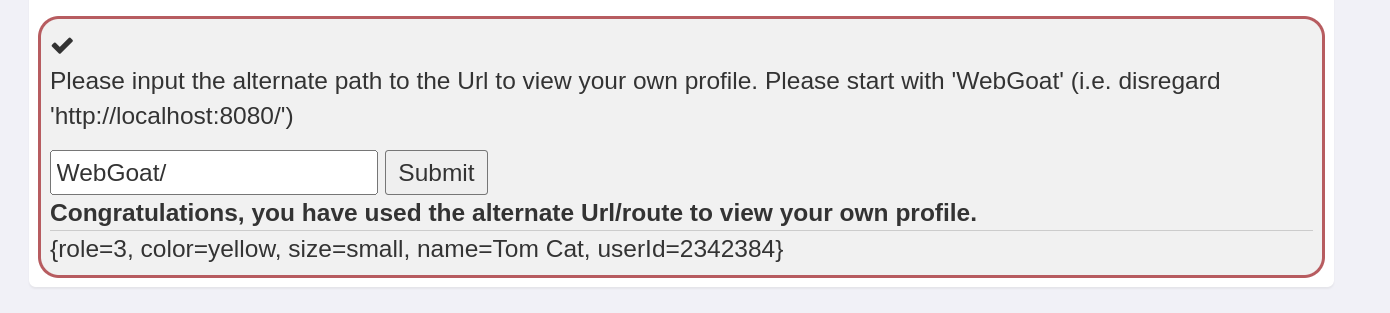 Please input the alternate path to the Url to view your own profile. Please start with 'WebGoat' (i.e. disregard
'http://localhost:8080/')
WebGoat/ Submit
Congratulations, you have used the alternate Url/route to view your own profile.
{role=3, color=yellow, size=small, name=Tom Cat, userId=2342384}